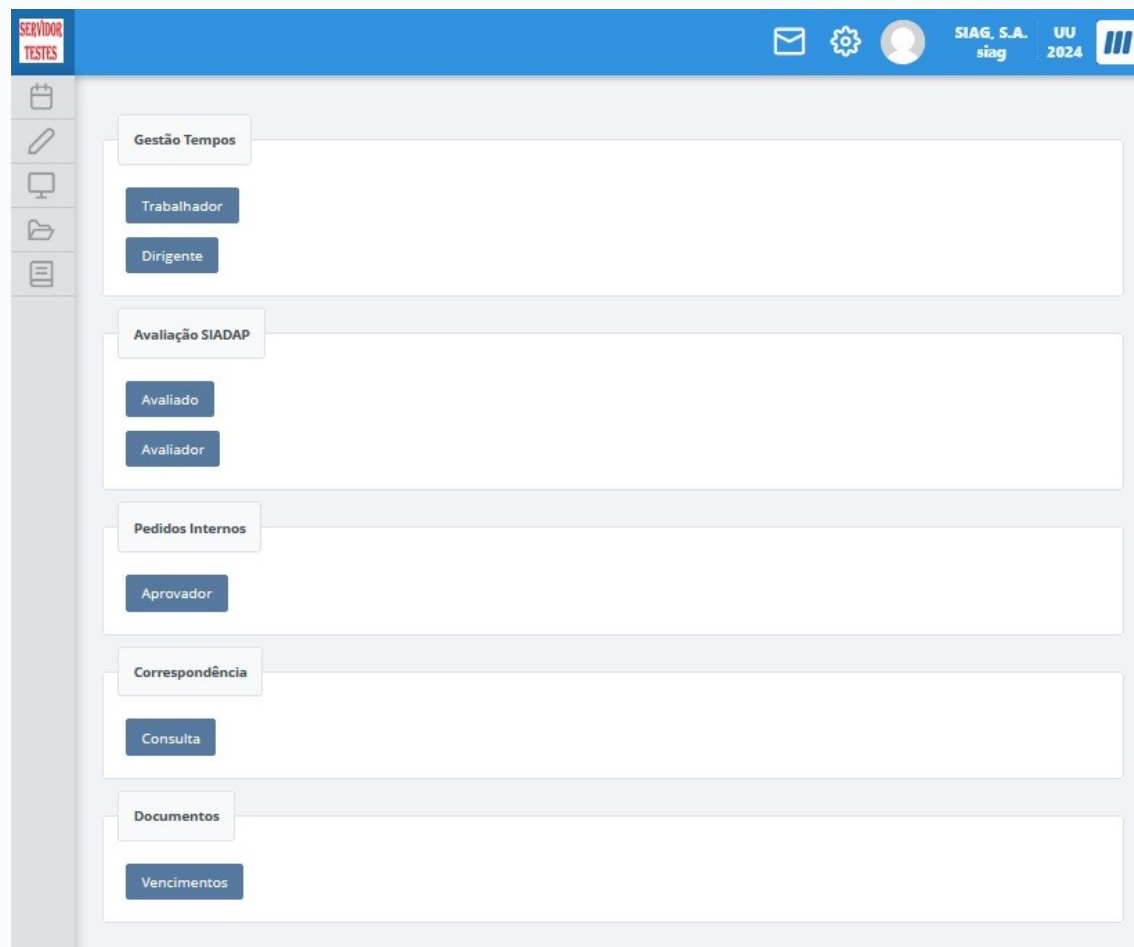 SERVIDOR
TESTES
SIAG, S.A.
siag
UU
2024
Gestão Tempos
Trabalhador
Dirigente
Avaliação SIADAP
Avaliado
Avaliador
Pedidos Internos
Aprovador
Correspondência
Consulta
Documentos
Vencimentos